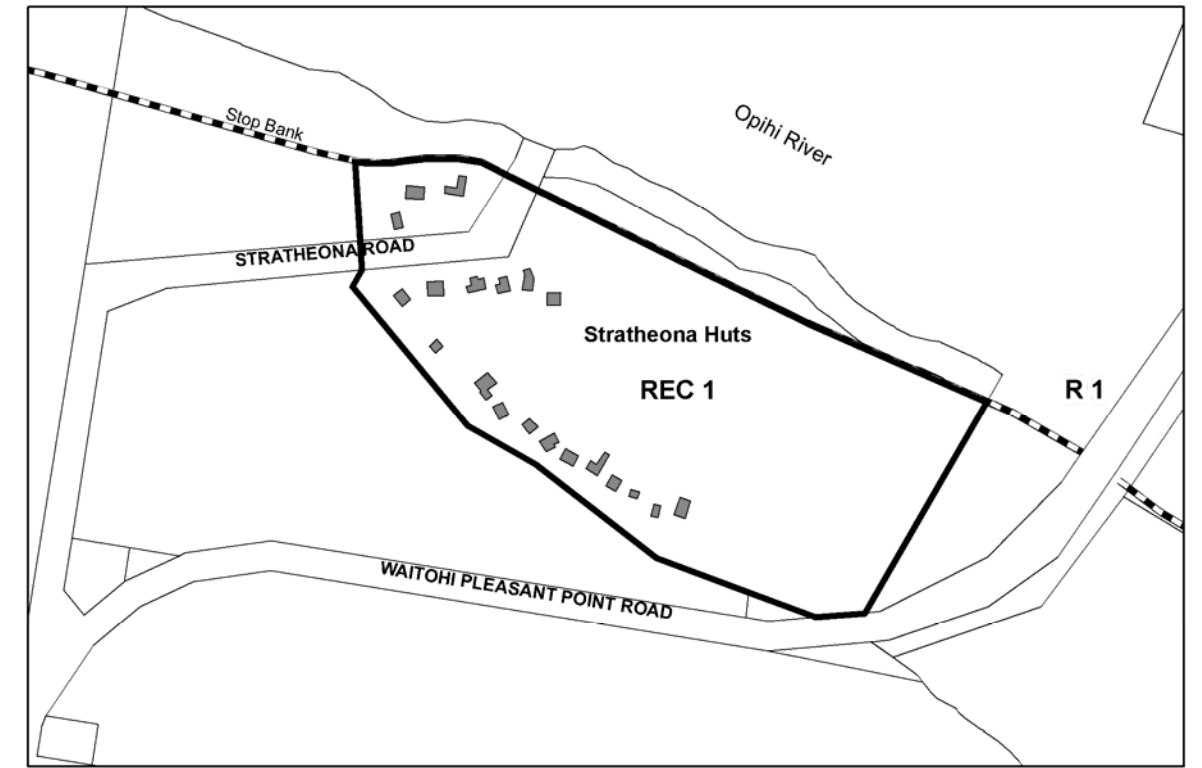 Stop Bank
Opihi River
STRATHEONA ROAD
Stratheona Huts
REC 1
R 1
WAITOHI PLEASANT POINT ROAD